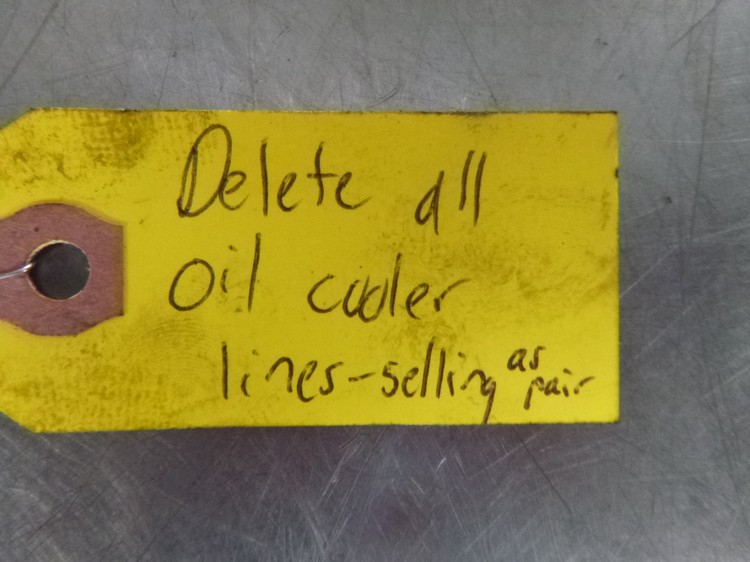 Delete all
oil cooler
lines-selling as pair